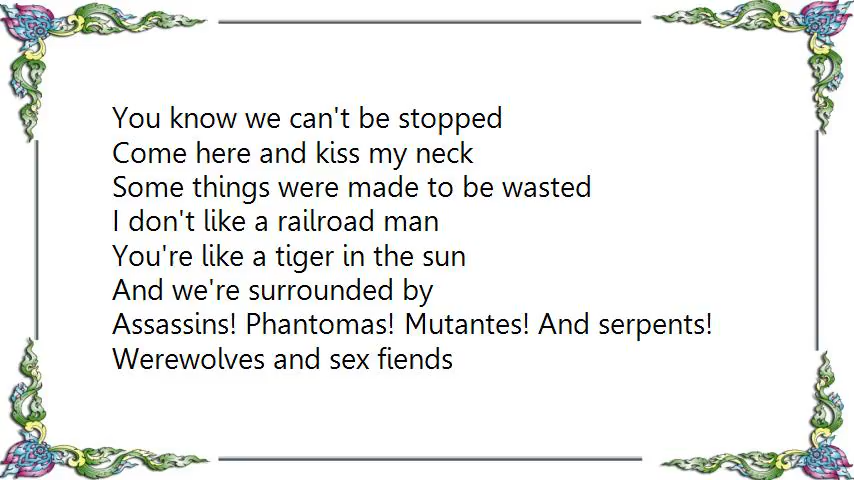 You know we can't be stopped
Come here and kiss my neck
Some things were made to be wasted
I don't like a railroad man
You're like a tiger in the sun
And we're surrounded by
Assassins! Phantomas! Mutantes! And serpents!
Werewolves and sex fiends